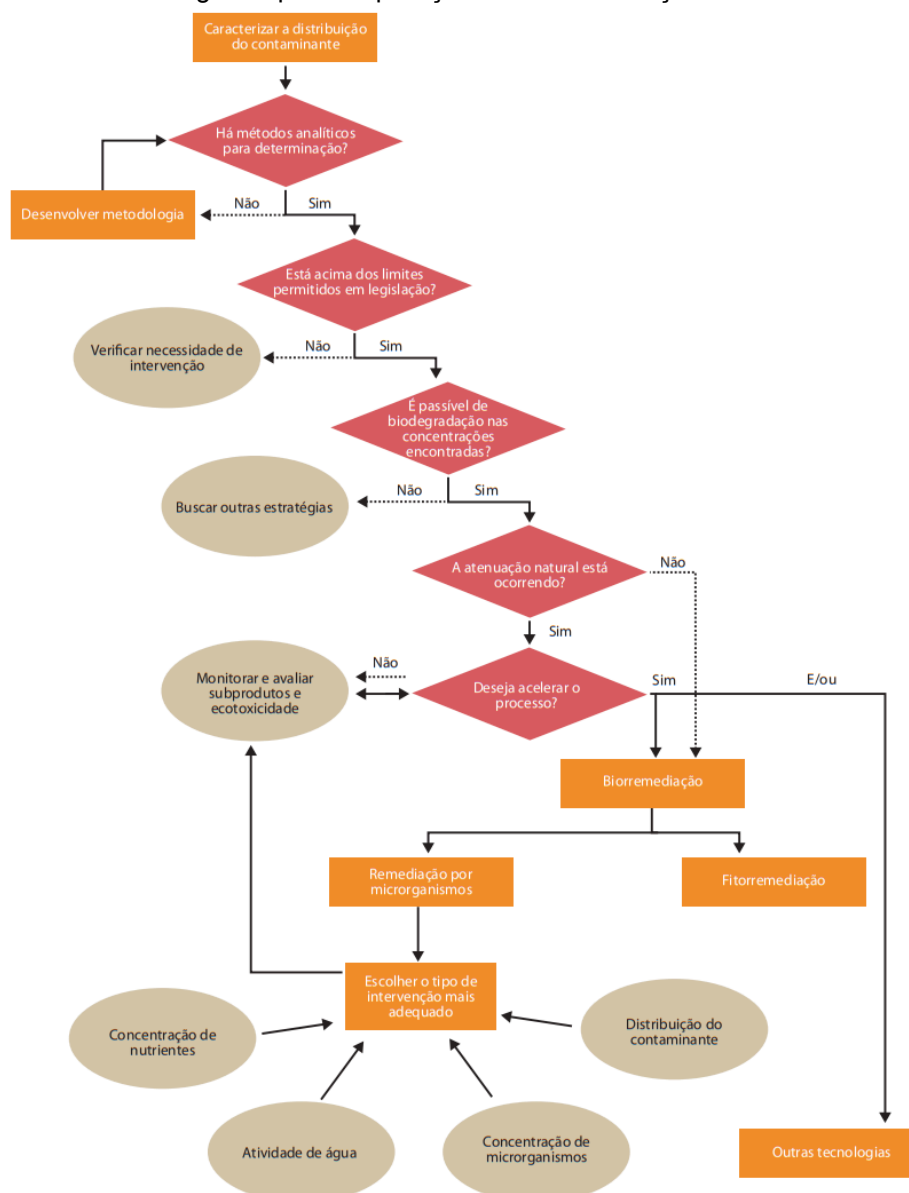 Caracterizar a distribuição
do contaminante
Há métodos analíticos
para determinação?
Não
Sim
Desenvolver metodologia
Está acima dos limites
permitidos em legislação?
Não
Sim
Verificar necessidade de
intervenção
É passível de
biodegradação nas
concentrações
encontradas?
Não
Sim
Buscar outras estratégias
A atenuação natural está
ocorrendo?
Não
Sim
Monitorar e avaliar
subprodutos e
ecotoxicidade
Não
Deseja acelerar o
processo?
Sim
E/ou
Biorremediação
Remediação por
microrganismos
Fitorremediação
Escolher o tipo de
intervenção mais
adequado
Concentração de
nutrientes
Distribuição do
contaminante
Atividade de água
Concentração de
microrganismos
Outras tecnologias